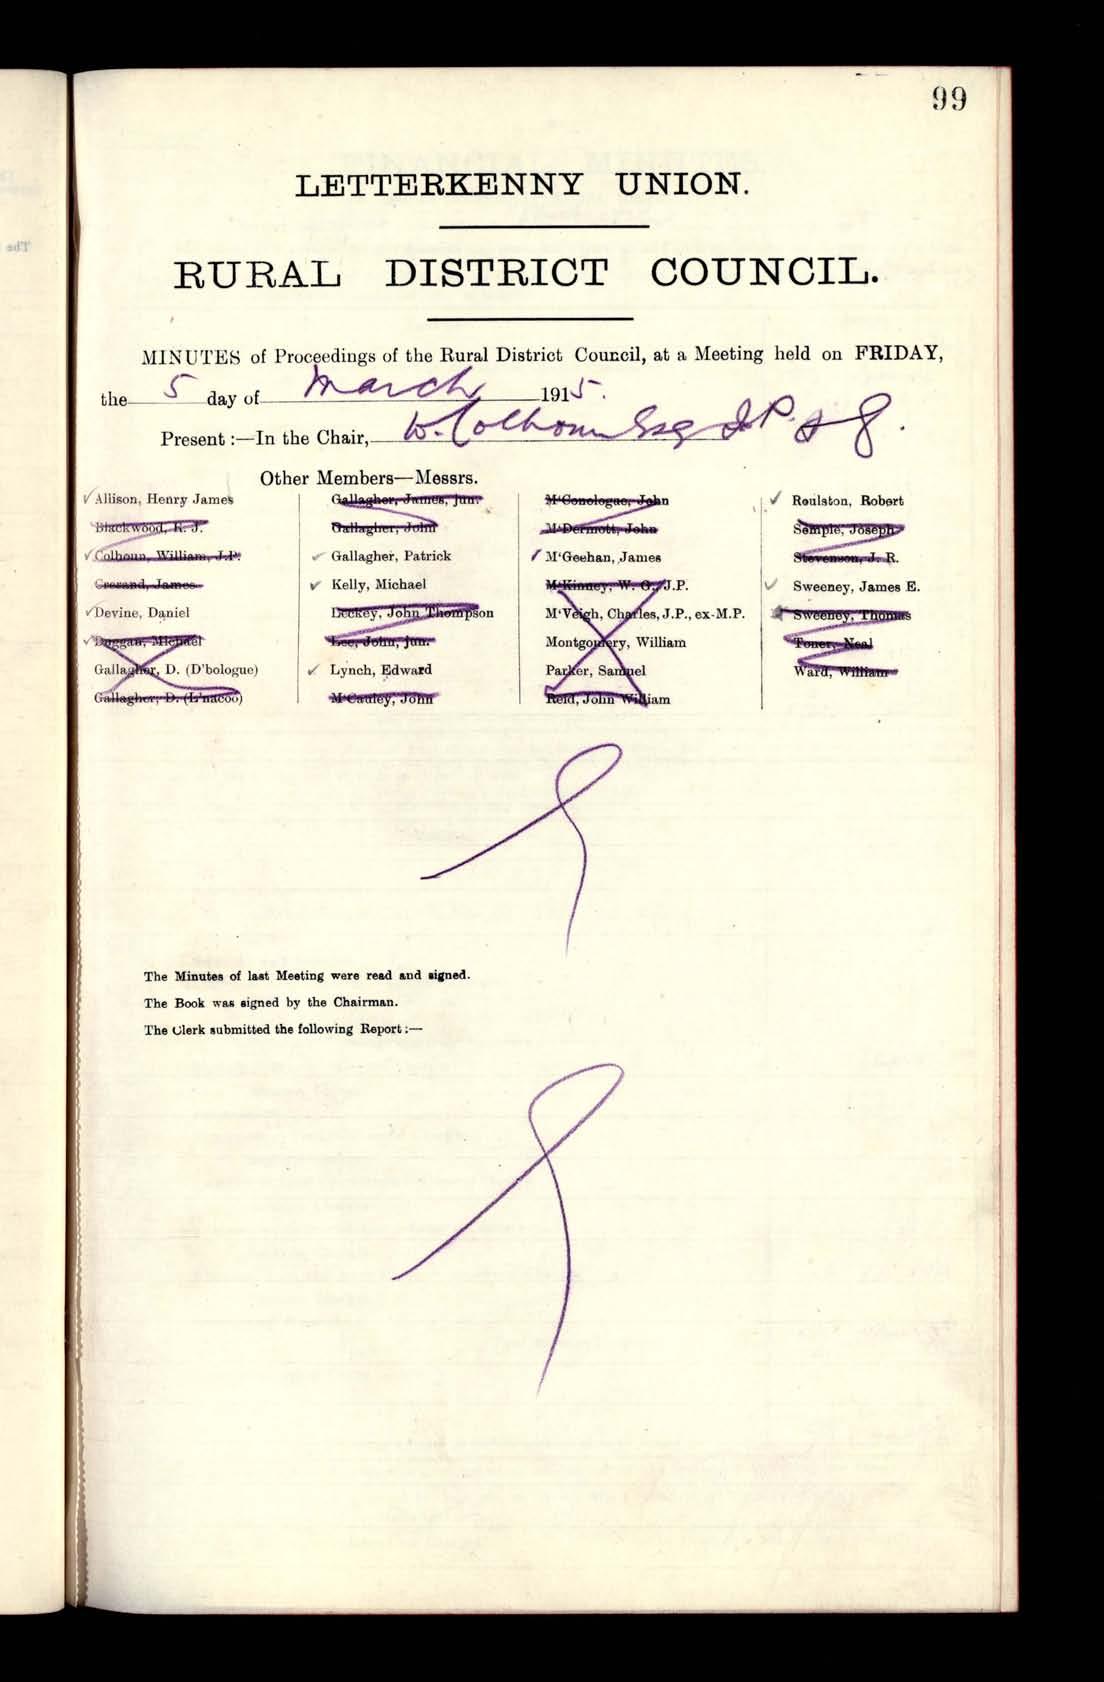 99
LETTERKENNY UNION.
RURAL DISTRICT COUNCIL.
MINUTES of Proceedings of the Rural District Council, at a Meeting held on FRIDAY,
the 5 day of March 1915.
Present :—In the Chair, W. Colhoun Esq J.P.
Other Members—Messrs.
Allison, Henry James
Blackwood, R. J.
Colhoun, William, J.P.
Crerand, James
Devine, Daniel
Duggan, Michael
Gallagher, D. (D'bologue)
Gallagher, D. (L'nacoo)
Gallagher, James, jun.
Gallagher, John
Gallagher, Patrick
Kelly, Michael
Leckey, John Thompson
Lee, John, jun.
Lynch, Edward
M'Cauley, John
M'Conologue, John
M'Dermott, John
M'Geehan, James
M'Kinney, W. G., J.P.
M'Veigh, Charles, J.P., ex-M.P.
Montgomery, William
Parker, Samuel
Reid, John William
Roulston, Robert
Semple, Joseph
Stevenson, J. R.
Sweeney, James E.
Sweeney, Thomas
Toner, Neal
Ward, William
The Minutes of last Meeting were read and signed.
The Book was signed by the Chairman.
The Clerk submitted the following Report :—